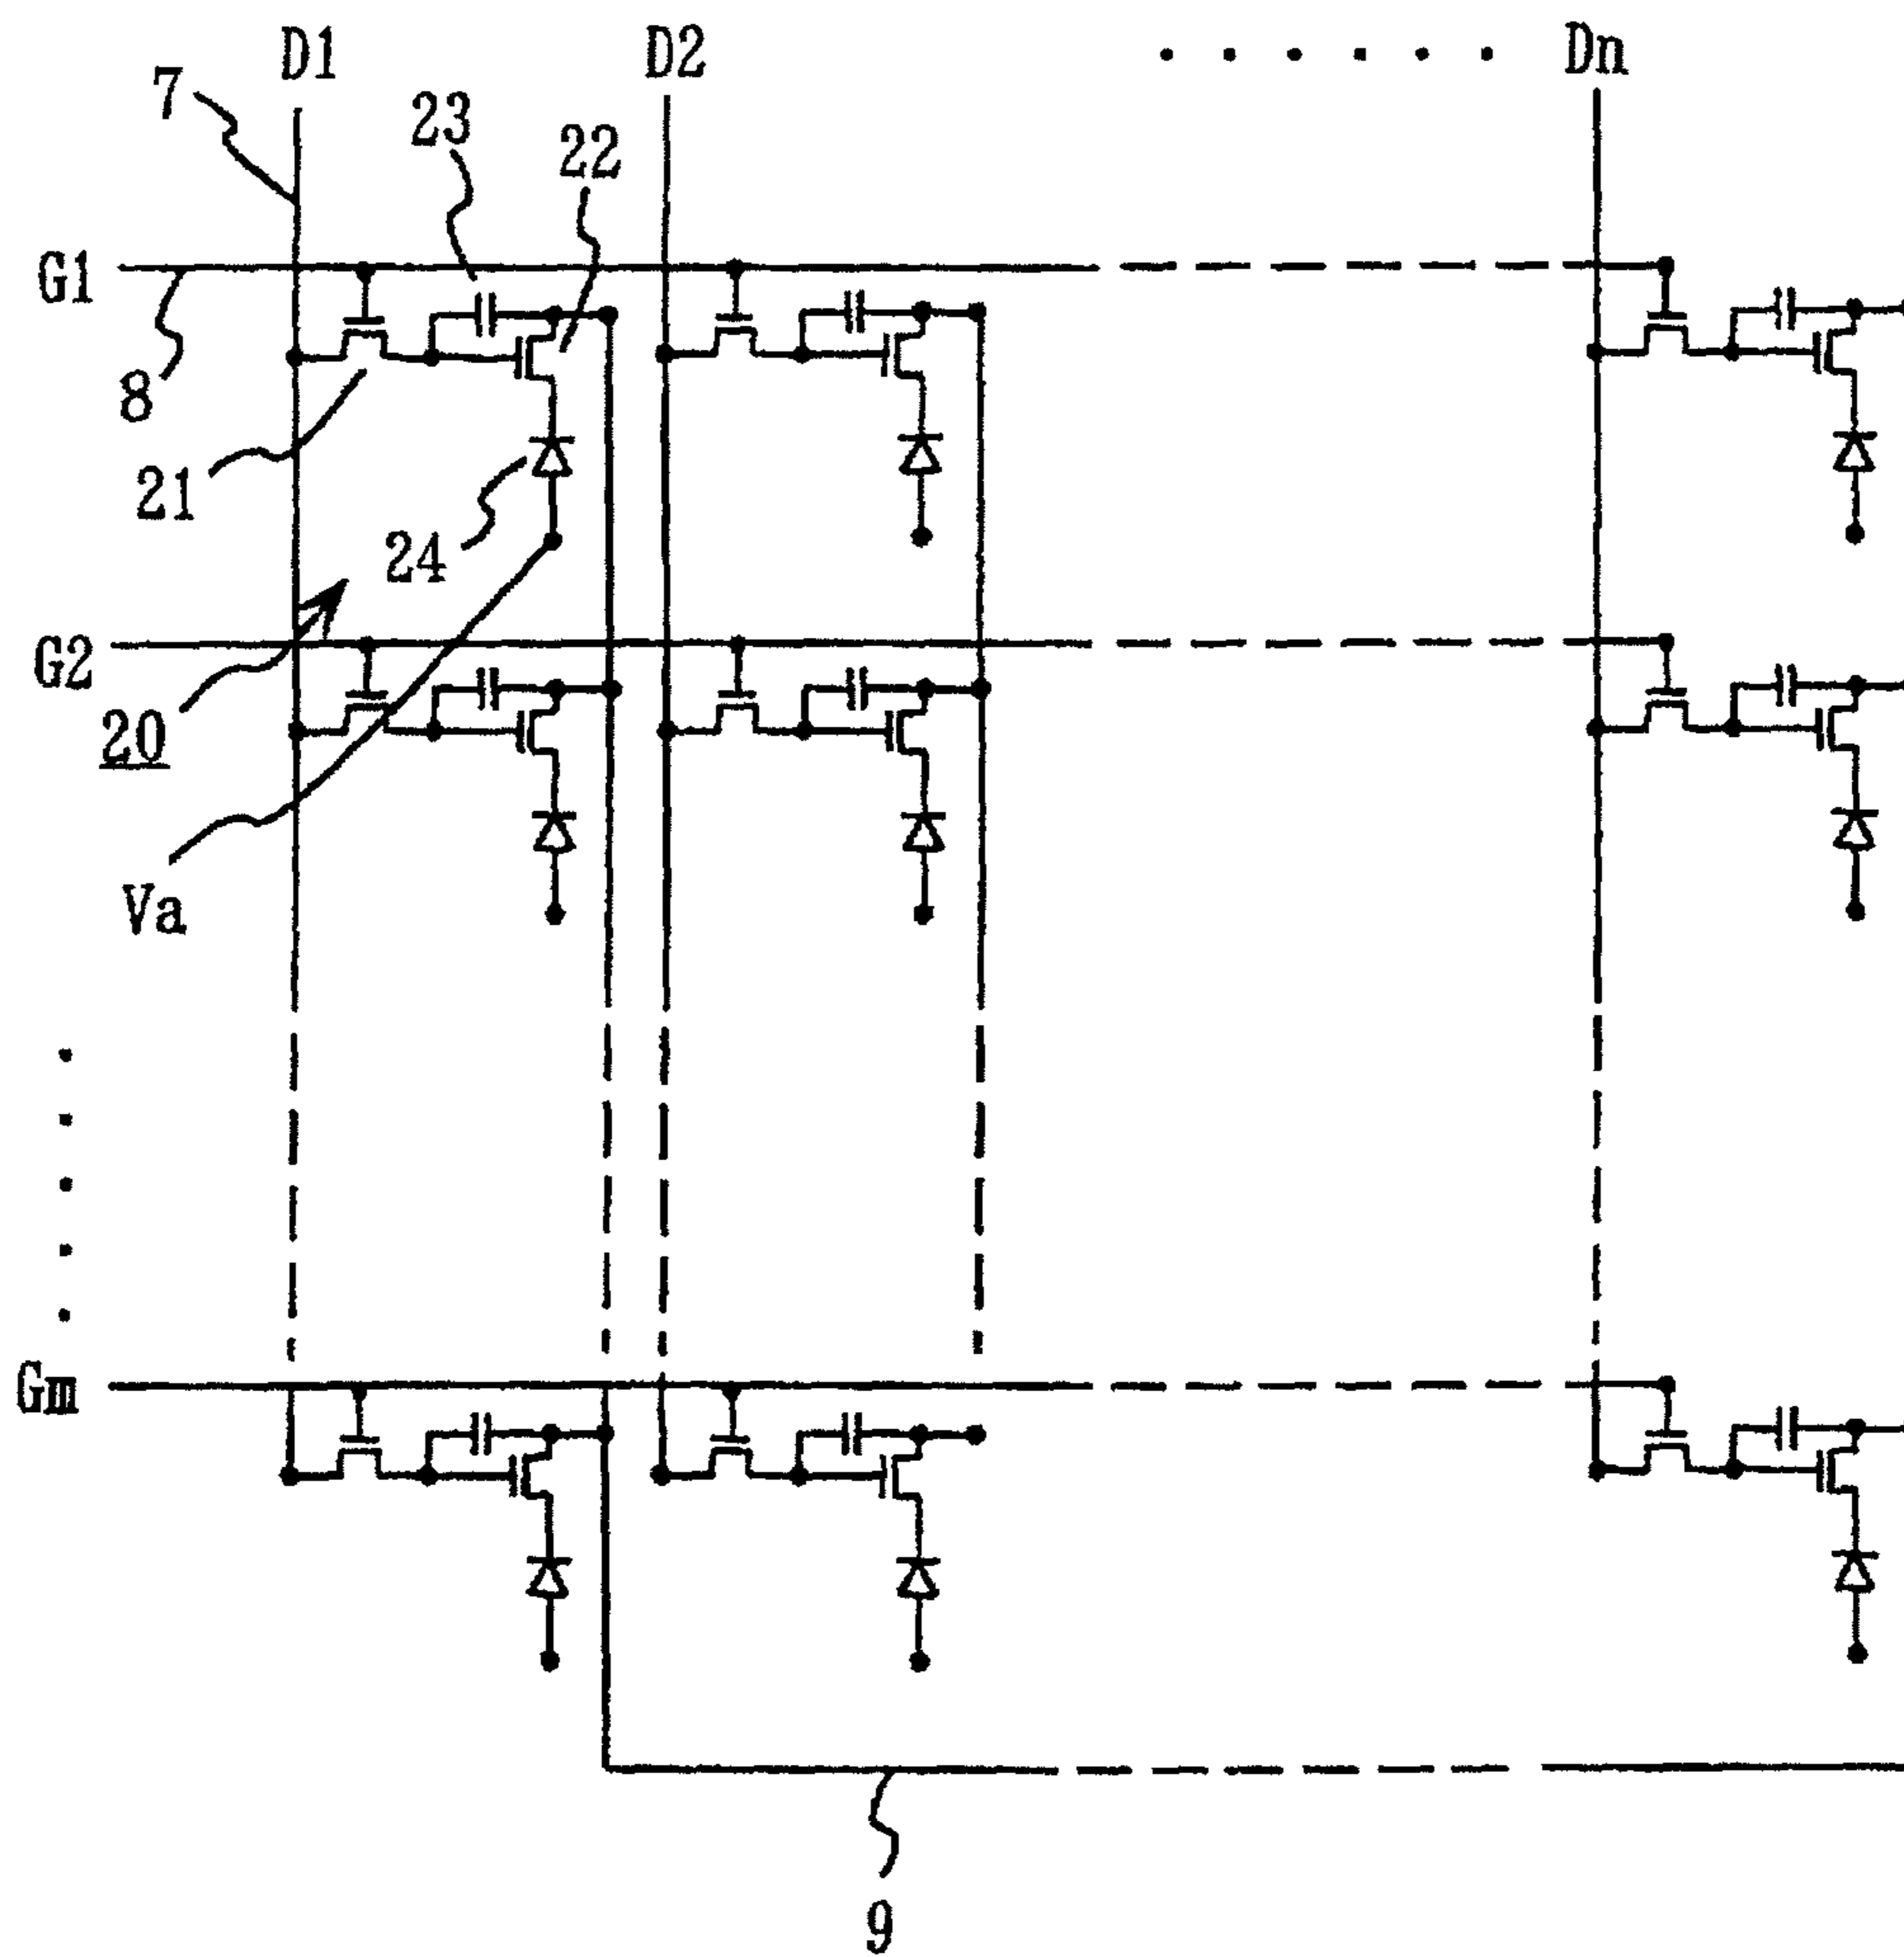 D1 D2 . . . . . . Dn
7
23
22
G1
8
21
24
G2
20
Va
.
.
.
.
.
Gm
9